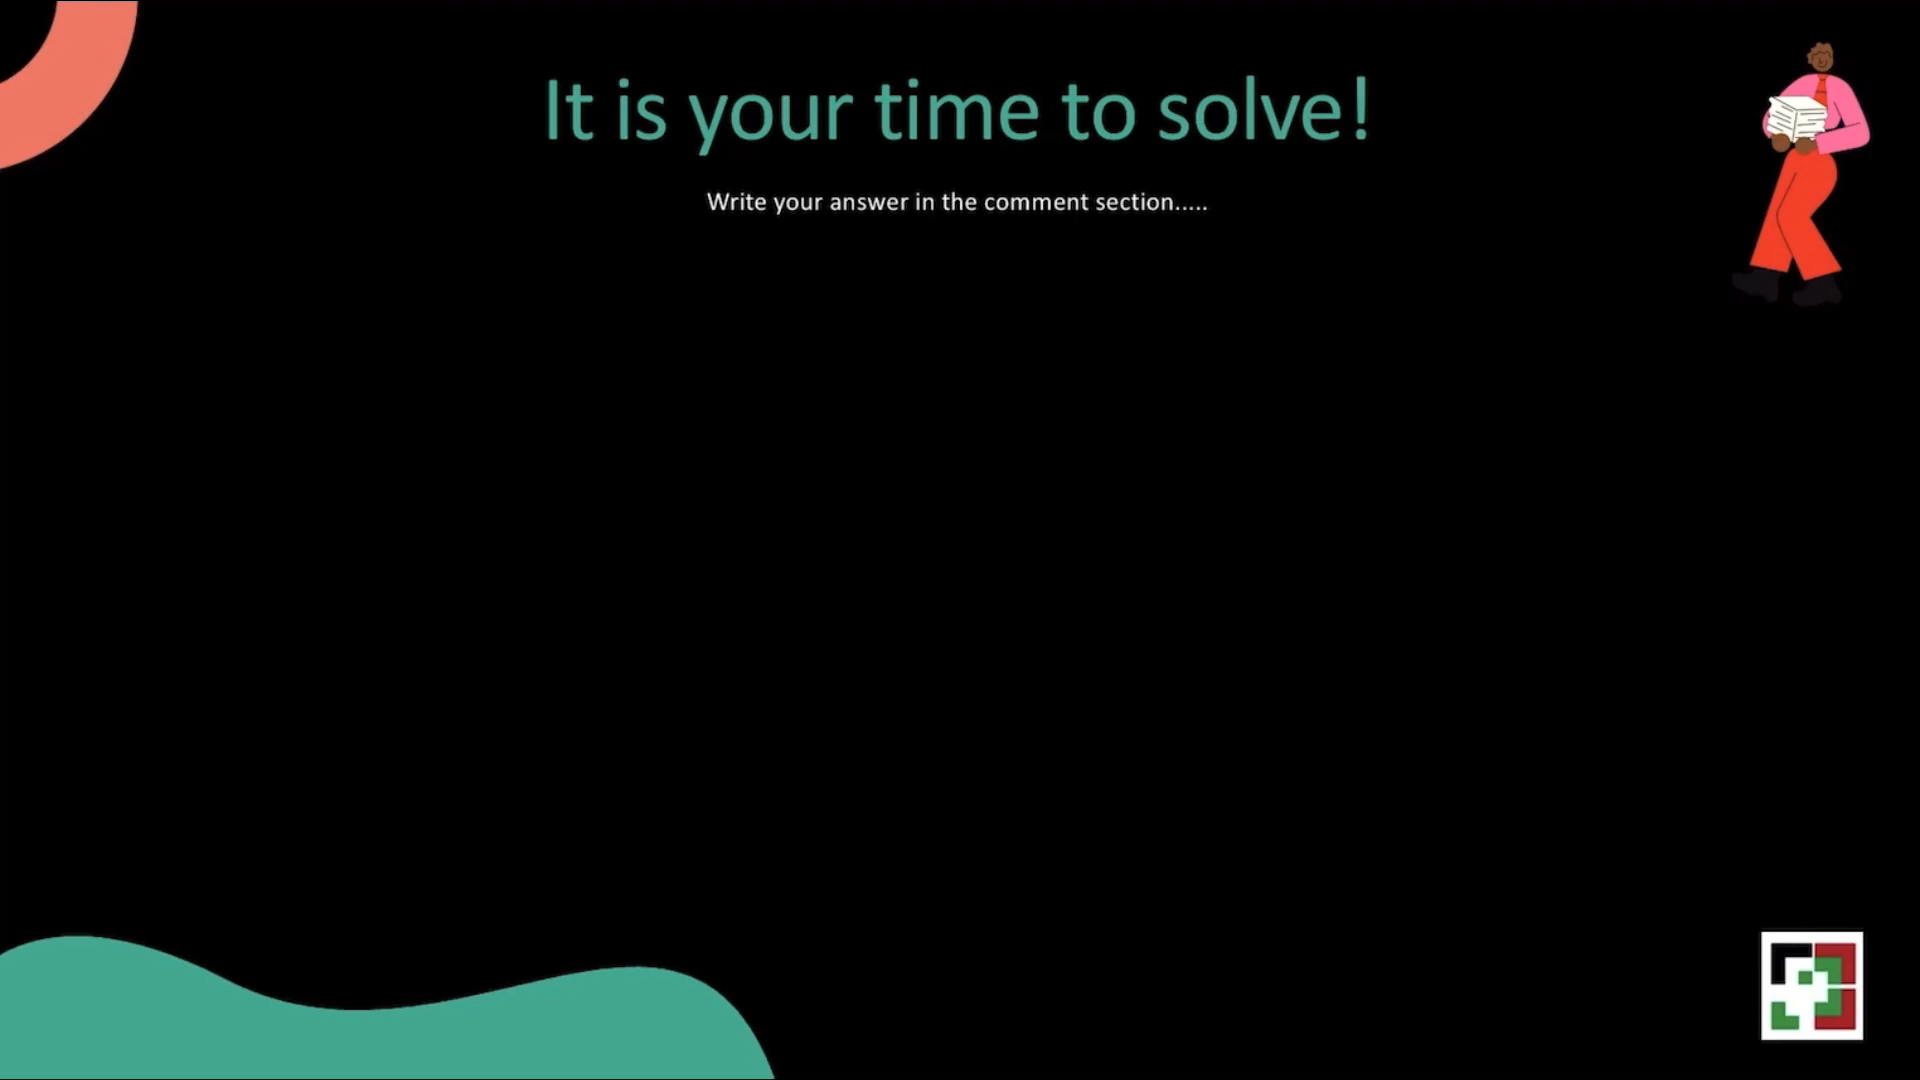 It is your time to solve!
Write your answer in the comment section.....